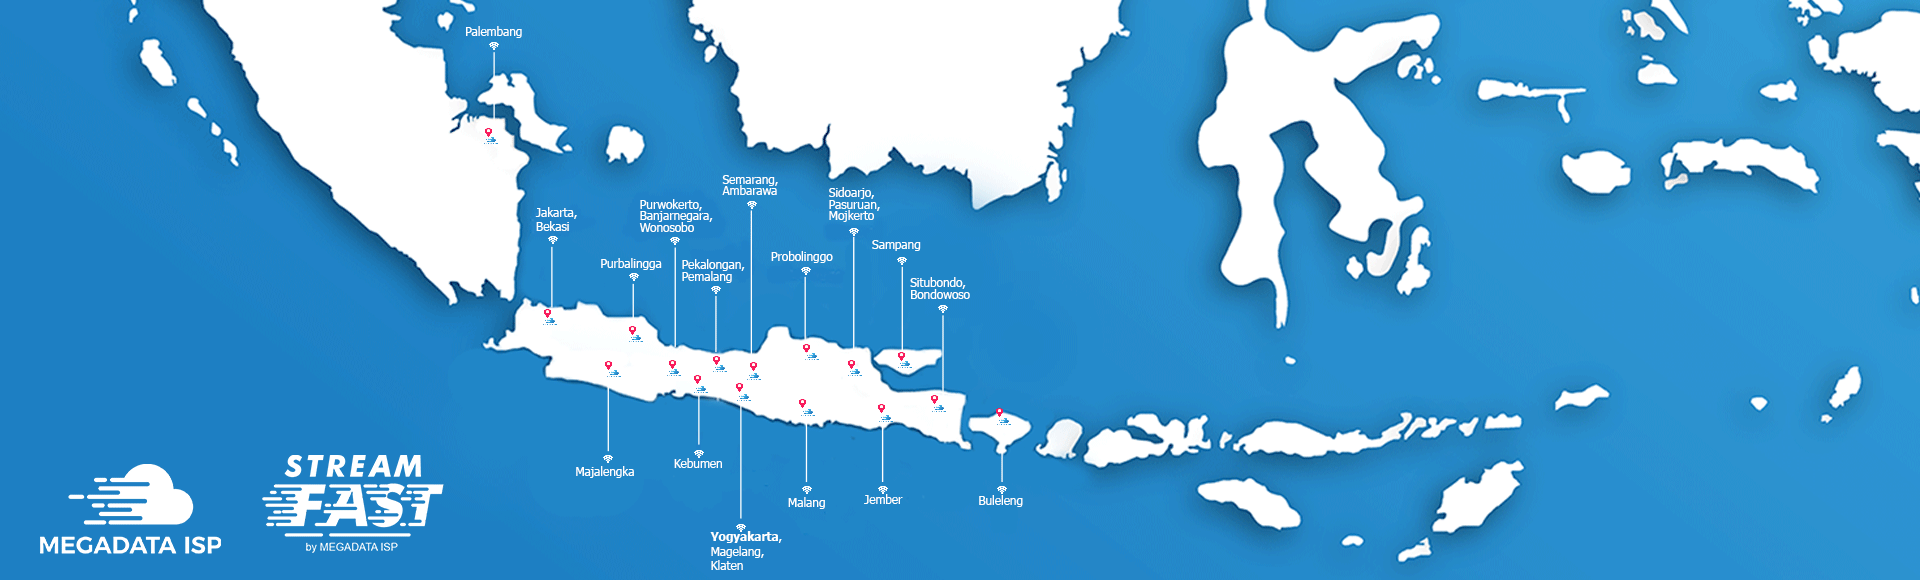 Palembang
Semarang,
Ambarawa
Sidoarjo,
Pasuruan,
Mojkerto
Purwokerto,
Banjarnegara,
Wonosobo
Jakarta,
Bekasi
Sampang
Probolinggo
Purbalingga
Pekalongan,
Pemalang
Situbondo,
Bondowoso
Majalengka
Kebumen
Malang
Jember
Buleleng
Yogyakarta,
Magelang,
Klaten
MEGADATA ISP
STREAM
FAST
by MEGADATA ISP